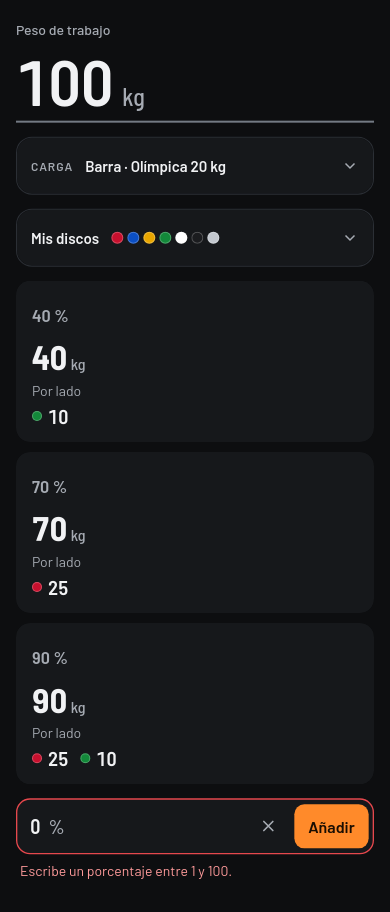 Peso de trabajo
100 kg
CARGA Barra · Olímpica 20 kg
Mis discos
40 %
40 kg
Por lado
10
70 %
70 kg
Por lado
25
90 %
90 kg
Por lado
25 10
0 % Añadir
Escribe un porcentaje entre 1 y 100.